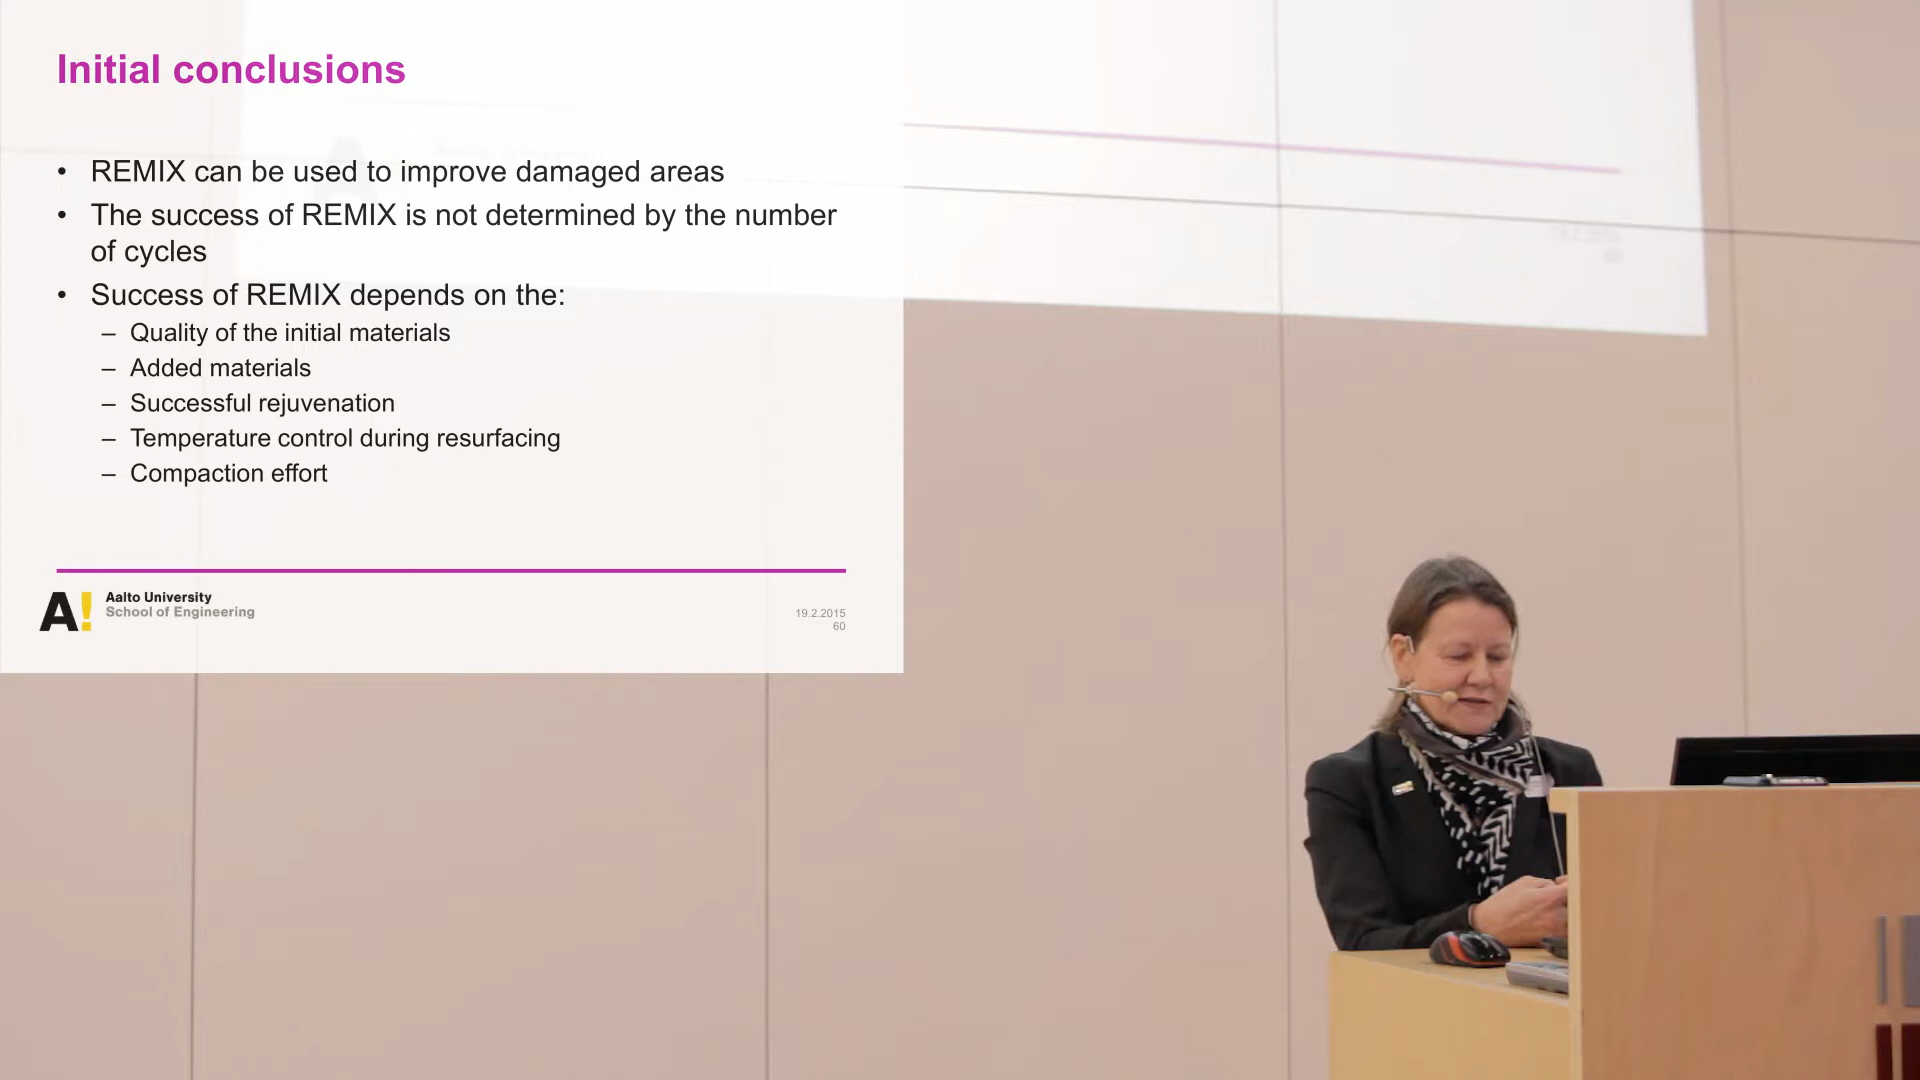 Initial conclusions
• REMIX can be used to improve damaged areas
• The success of REMIX is not determined by the number
of cycles
• Success of REMIX depends on the:
– Quality of the initial materials
– Added materials
– Successful rejuvenation
– Temperature control during resurfacing
– Compaction effort
A! Aalto University
School of Engineering
19.2.2015
60